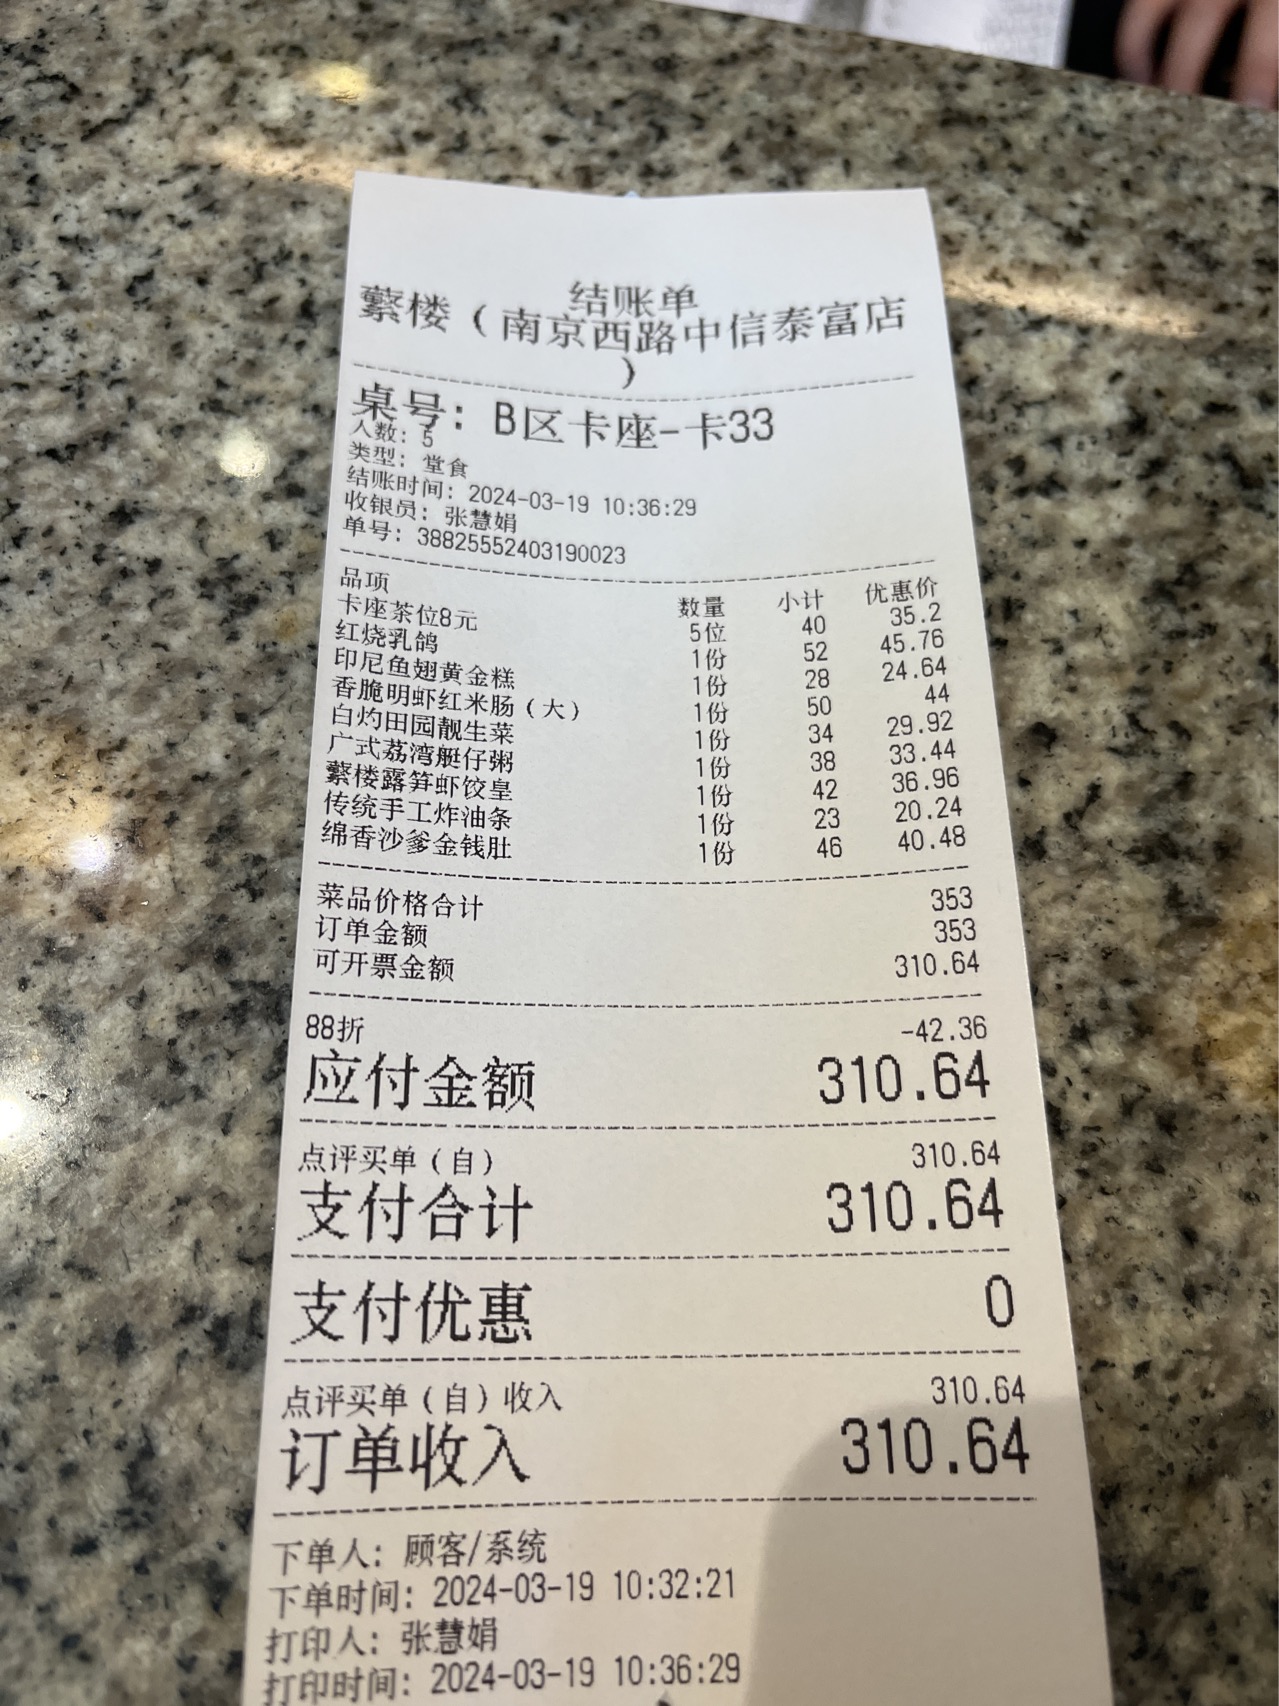 结账单
蘩楼（南京西路中信泰富店
）
桌号：B区卡座-卡33
人数：5
类型：堂食
结账时间：2024-03-19 10:36:29
收银员：张慧娟
单号：388255552403190023
品项 数量 小计 优惠价
卡座茶位8元 5位 40 35.2
红烧乳鸽 1份 52 45.76
印尼鱼翅黄金糕 1份 28 24.64
香脆明虾红米肠（大） 1份 50 44
白灼田园靓生菜 1份 34 29.92
广式荔湾艇仔粥 1份 38 33.44
蘩楼露笋虾饺皇 1份 42 36.96
传统手工炸油条 1份 23 20.24
绵香沙爹金钱肚 1份 46 40.48
菜品价格合计 353
订单金额 353
可开票金额 310.64
88折 -42.36
应付金额 310.64
点评买单（自） 310.64
支付合计 310.64
支付优惠 0
点评买单（自）收入 310.64
订单收入 310.64
下单人：顾客/系统
下单时间：2024-03-19 10:32:21
打印人：张慧娟
打印时间：2024-03-19 10:36:29